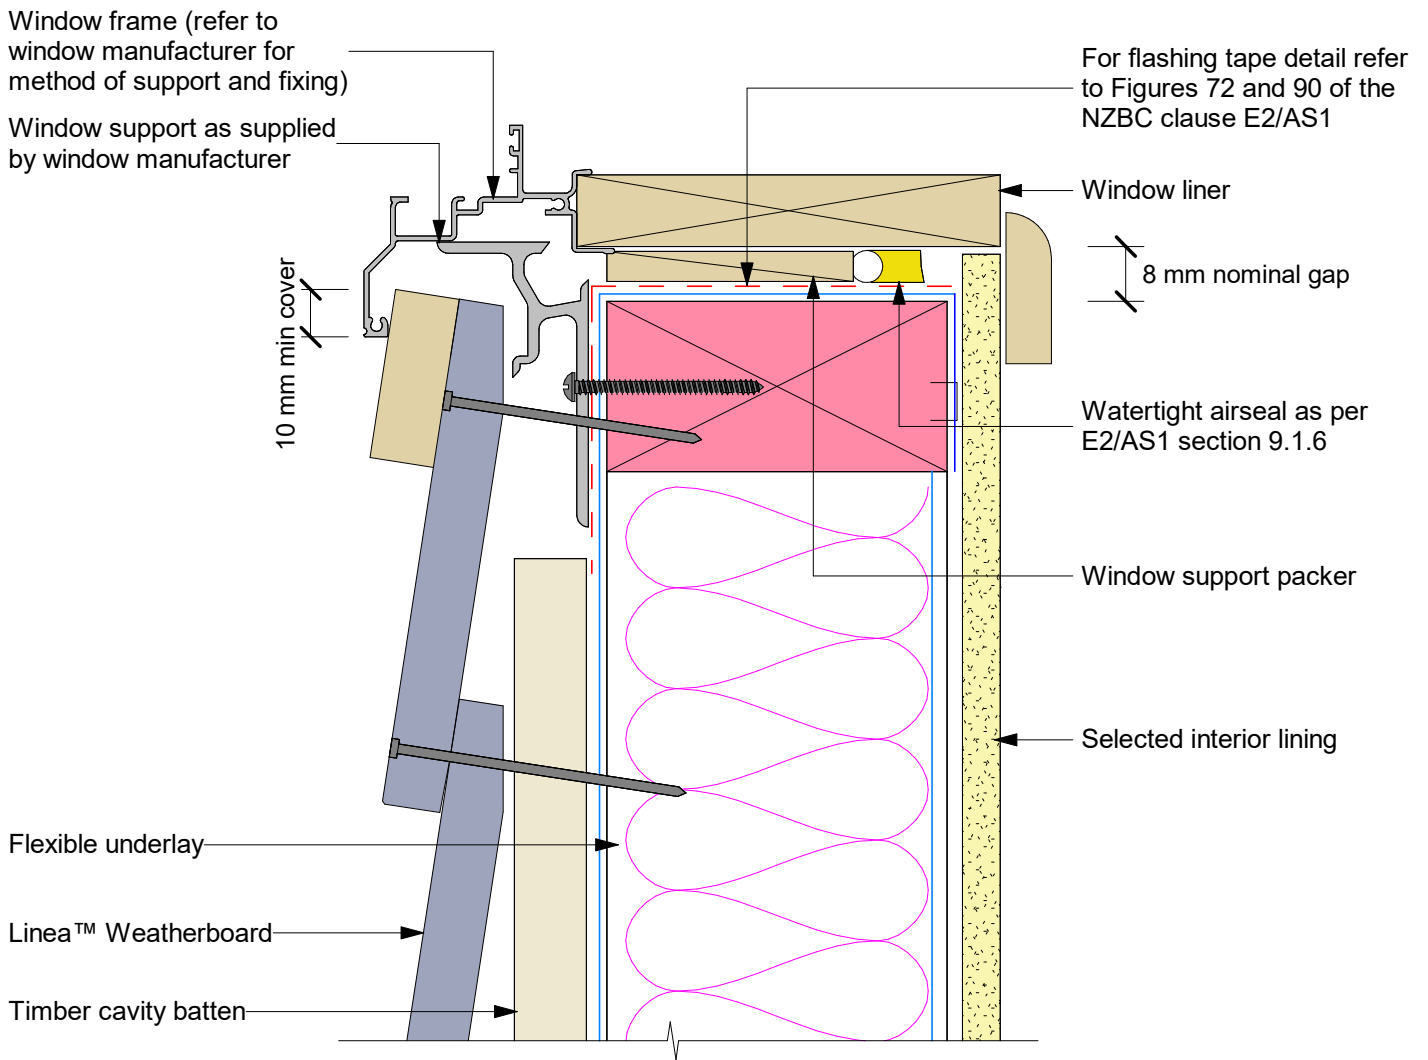 Window frame (refer to
window manufacturer for
method of support and fixing)
Window support as supplied
by window manufacturer
10 mm min cover
Flexible underlay
Linea™ Weatherboard
Timber cavity batten
For flashing tape detail refer
to Figures 72 and 90 of the
NZBC clause E2/AS1
Window liner
8 mm nominal gap
Watertight airseal as per
E2/AS1 section 9.1.6
Window support packer
Selected interior lining